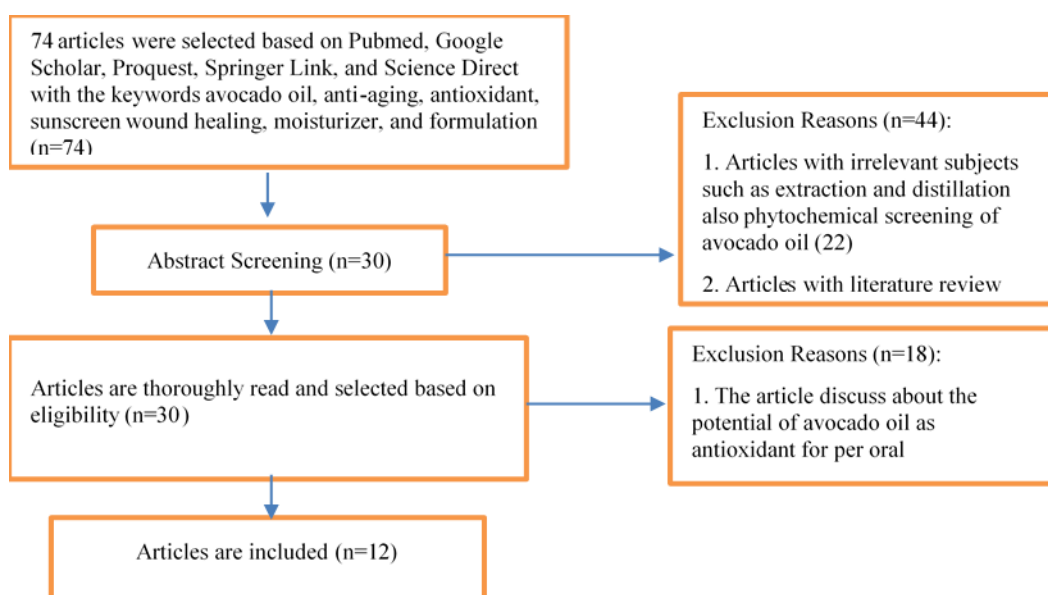 74 articles were selected based on Pubmed, Google
Scholar, Proquest, Springer Link, and Science Direct
with the keywords avocado oil, anti-aging, antioxidant,
sunscreen wound healing, moisturizer, and formulation
(n=74)
Exclusion Reasons (n=44):
1. Articles with irrelevant subjects
such as extraction and distillation
also phytochemical screening of
avocado oil (22)
2. Articles with literature review
Abstract Screening (n=30)
Articles are thoroughly read and selected based on
eligibility (n=30)
Exclusion Reasons (n=18):
1. The article discuss about the
potential of avocado oil as
antioxidant for per oral
Articles are included (n=12)